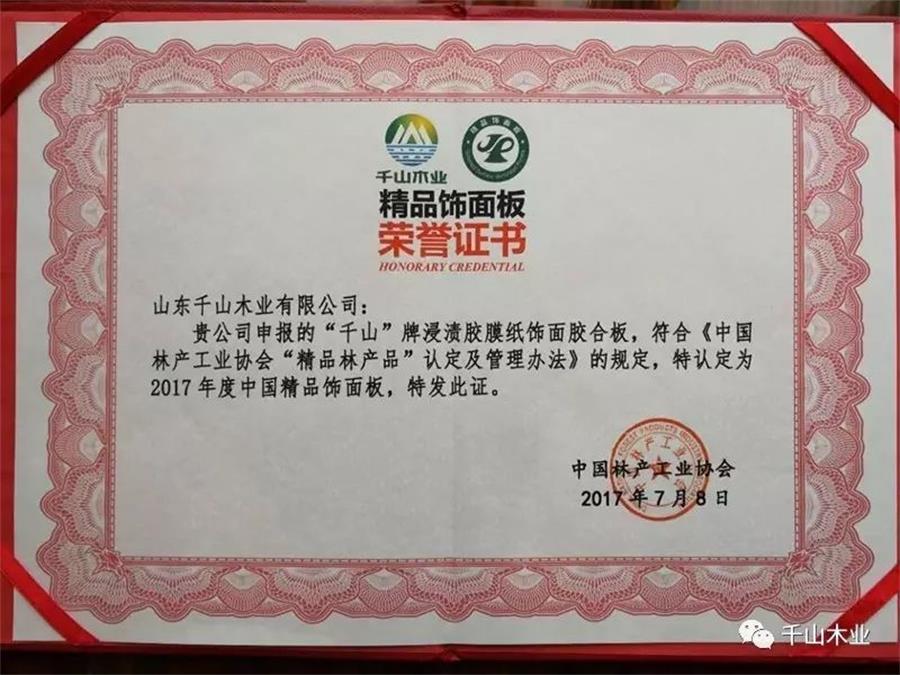 精品饰面板
JP
千山木业
精品饰面板
荣誉证书
HONORARY CREDENTIAL
山东千山木业有限公司：
贵公司申报的“千山”牌浸渍胶膜纸饰面胶合板，符合《中国
林产工业协会“精品林产品”认定及管理办法》的规定，特认定为
2017年度中国精品饰面板，特发此证。
中国林产工业协会
2017年7月8日
千山木业